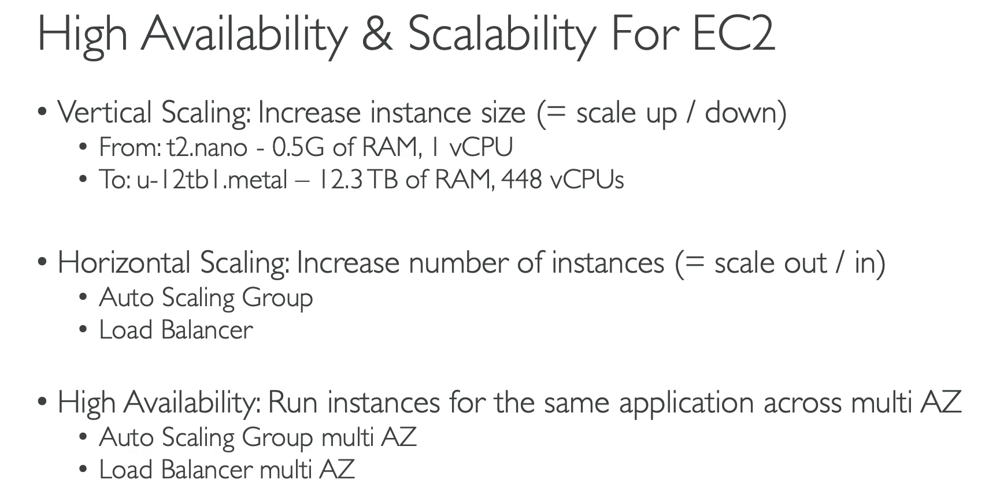 High Availability & Scalability For EC2
• Vertical Scaling: Increase instance size (= scale up / down)
• From: t2.nano - 0.5G of RAM, 1 vCPU
• To: u-12tb1.metal – 12.3 TB of RAM, 448 vCPUs
• Horizontal Scaling: Increase number of instances (= scale out / in)
• Auto Scaling Group
• Load Balancer
• High Availability: Run instances for the same application across multi AZ
• Auto Scaling Group multi AZ
• Load Balancer multi AZ